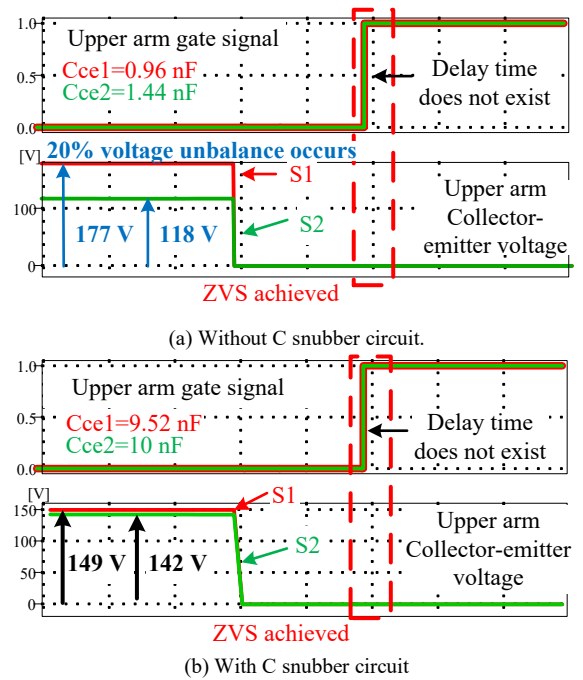 1.0
Upper arm gate signal
Cce1=0.96 nF
Cce2=1.44 nF
0.5
Delay time
does not exist
0.0
[V]
20% voltage unbalance occurs
S1
100
177 V
118 V
S2
Upper arm
Collector-
emitter voltage
0
ZVS achieved
(a) Without C snubber circuit.
1.0
Upper arm gate signal
Cce1=9.52 nF
Cce2=10 nF
0.5
Delay time
does not exist
0.0
[V]
S1
150
100
149 V
142 V
S2
Upper arm
Collector-emitter
voltage
50
0
ZVS achieved
(b) With C snubber circuit